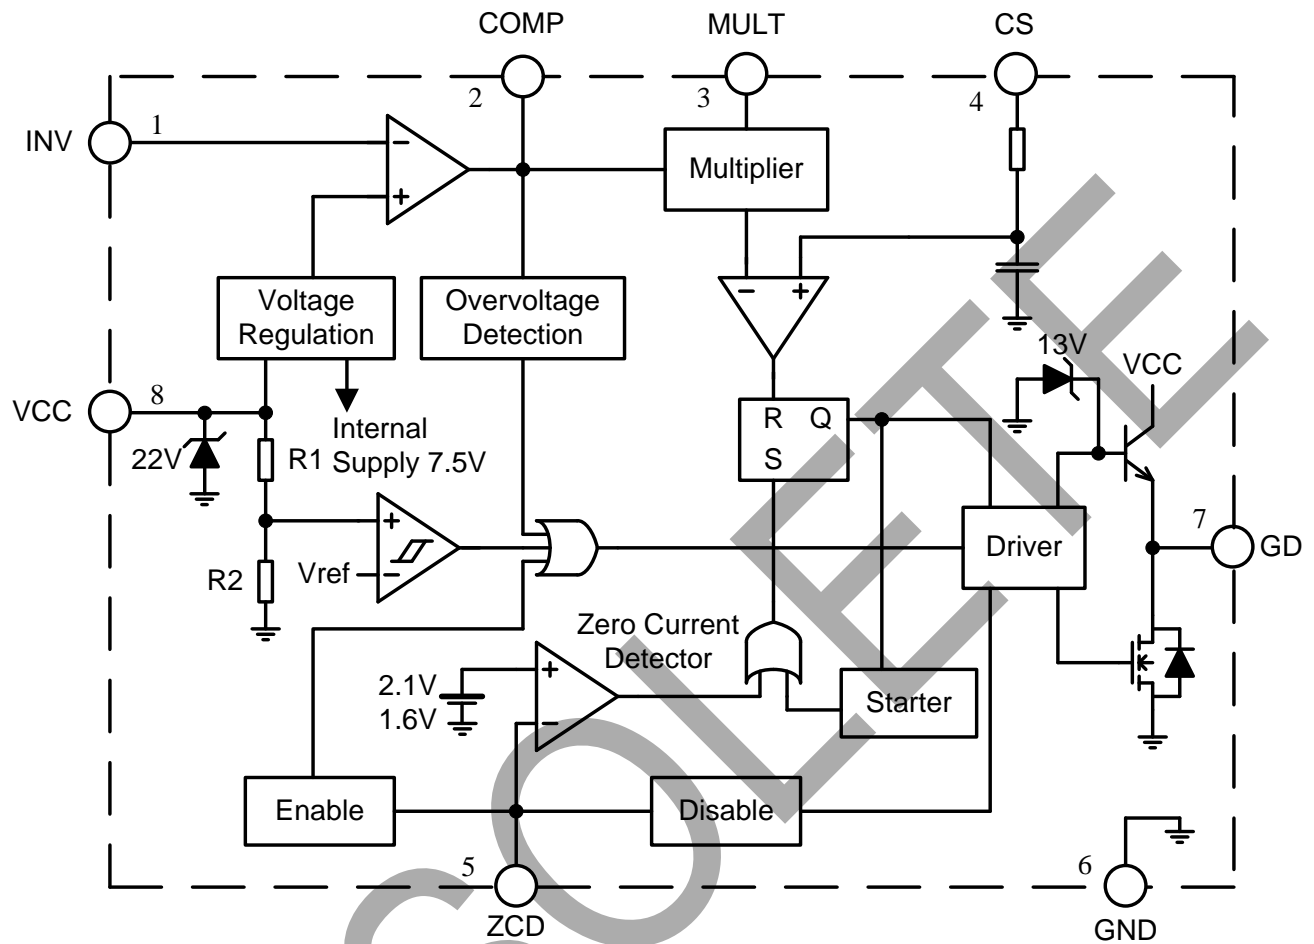 COMP
MULT
CS
2
3
4
INV
1
−
+
Multiplier
Voltage
Regulation
Overvoltage
Detection
−
+
13V
VCC
VCC
8
Internal
Supply 7.5V
R
Q
S
22V
R1
+
−
Vref
R2
Driver
7
GD
Zero Current
Detector
+
−
2.1V
1.6V
Starter
Enable
Disable
5
ZCD
6
GND
OBSOLETE